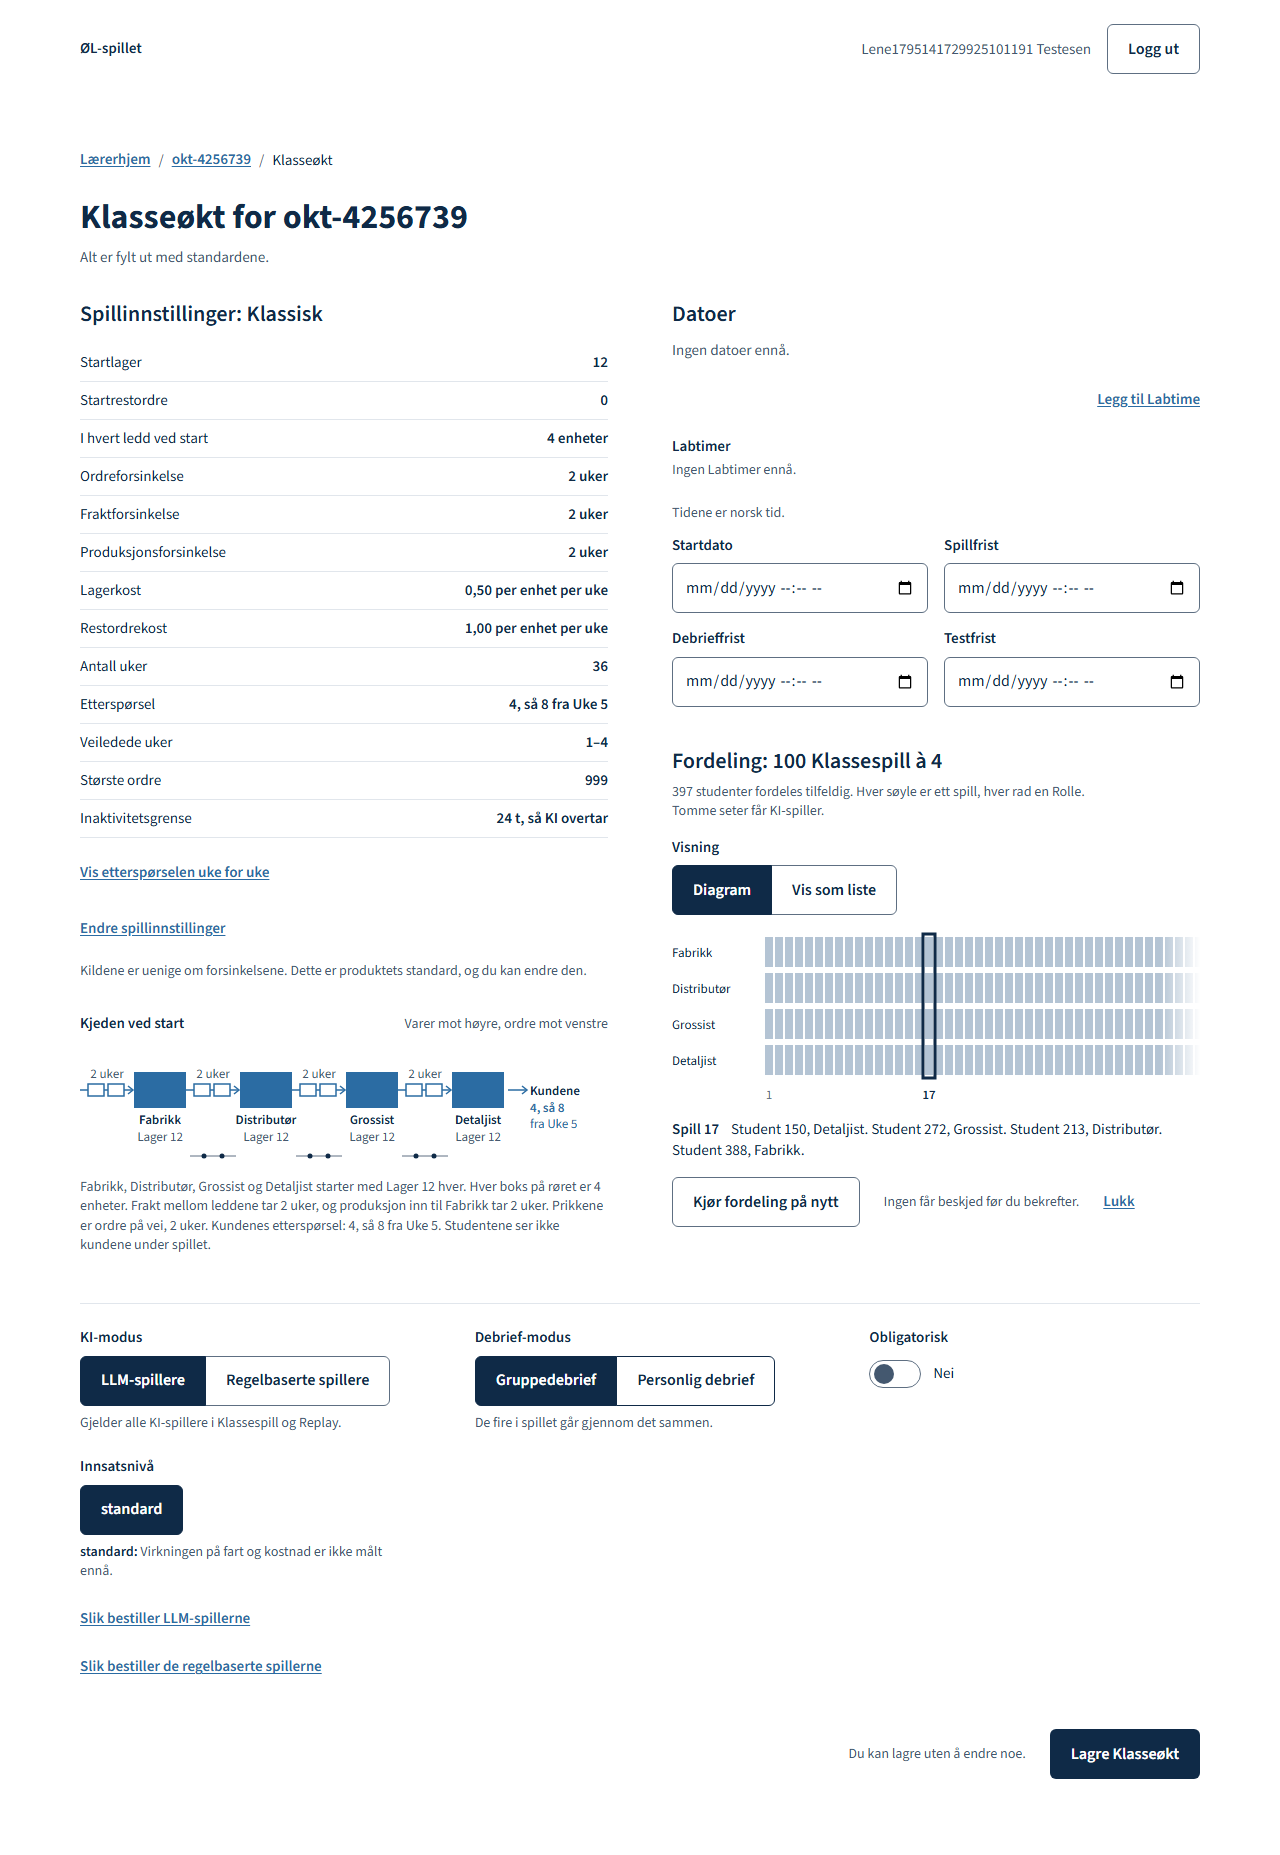 ØL-spillet
Lene1795141729925101191 Testesen
Logg ut
Lærerhjem / okt-4256739 / Klasseøkt
Klasseøkt for okt-4256739
Alt er fylt ut med standardene.
Spillinnstillinger: Klassisk
Startlager 12
Startrestordre 0
I hvert ledd ved start 4 enheter
Ordreforsinkelse 2 uker
Fraktforsinkelse 2 uker
Produksjonsforsinkelse 2 uker
Lagerkost 0,50 per enhet per uke
Restordrekost 1,00 per enhet per uke
Antall uker 36
Etterspørsel 4, så 8 fra Uke 5
Veiledede uker 1–4
Største ordre 999
Inaktivitetsgrense 24 t, så KI overtar
Vis etterspørselen uke for uke
Endre spillinnstillinger
Kildene er uenige om forsinkelsene. Dette er produktets standard, og du kan endre den.
Kjeden ved start
Varer mot høyre, ordre mot venstre
2 uker 2 uker 2 uker 2 uker
Fabrikk Distributør Grossist Detaljist
Lager 12 Lager 12 Lager 12 Lager 12
Kundene
4, så 8
fra Uke 5
Fabrikk, Distributør, Grossist og Detaljist starter med Lager 12 hver. Hver boks på røret er 4
enheter. Frakt mellom leddene tar 2 uker, og produksjon inn til Fabrikk tar 2 uker. Prikkene
er ordre på vei, 2 uker. Kundenes etterspørsel: 4, så 8 fra Uke 5. Studentene ser ikke
kundene under spillet.
Datoer
Ingen datoer ennå.
Legg til Labtime
Labtimer
Ingen Labtimer ennå.
Tidene er norsk tid.
Startdato Spillfrist
mm/dd/yyyy --:-- -- mm/dd/yyyy --:-- --
Debrieffrist Testfrist
mm/dd/yyyy --:-- -- mm/dd/yyyy --:-- --
Fordeling: 100 Klassespill à 4
397 studenter fordeles tilfeldig. Hver søyle er ett spill, hver rad en Rolle.
Tomme seter får KI-spiller.
Visning
Diagram Vis som liste
Fabrikk
Distributør
Grossist
Detaljist
1 17
Spill 17 Student 150, Detaljist. Student 272, Grossist. Student 213, Distributør.
Student 388, Fabrikk.
Kjør fordeling på nytt Ingen får beskjed før du bekrefter. Lukk
KI-modus
LLM-spillere Regelbaserte spillere
Gjelder alle KI-spillere i Klassespill og Replay.
Debrief-modus
Gruppedebrief Personlig debrief
De fire i spillet går gjennom det sammen.
Obligatorisk
Nei
Innsatsnivå
standard
standard: Virkningen på fart og kostnad er ikke målt
ennå.
Slik bestiller LLM-spillerne
Slik bestiller de regelbaserte spillerne
Du kan lagre uten å endre noe.
Lagre Klasseøkt